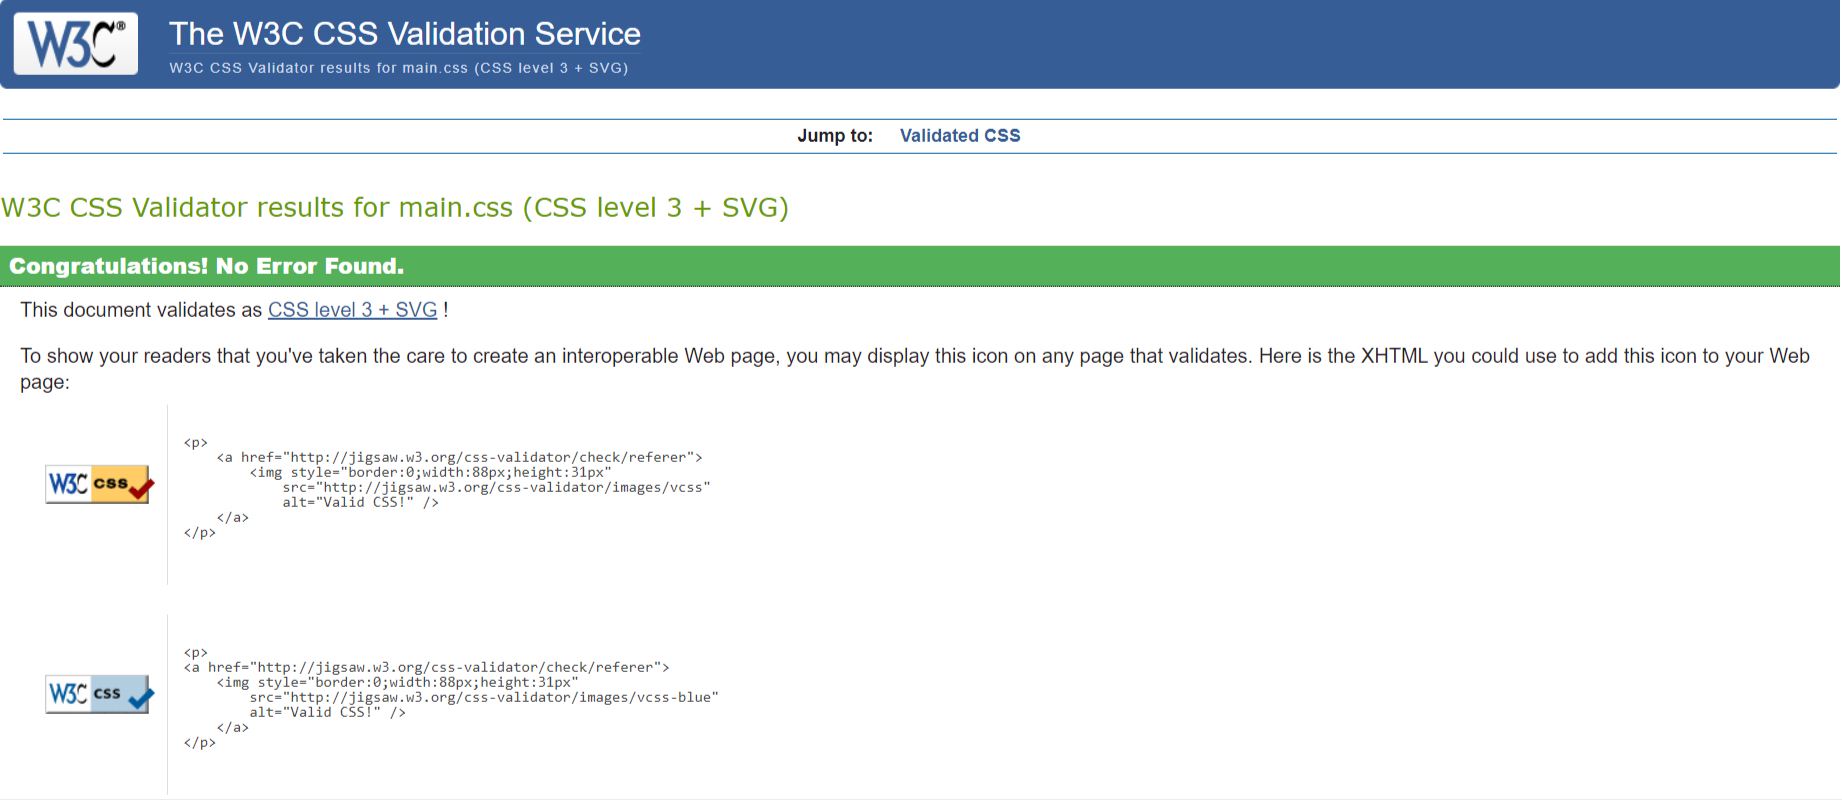 W3C®
The W3C CSS Validation Service
W3C CSS Validator results for main.css (CSS level 3 + SVG)
Jump to: Validated CSS
W3C CSS Validator results for main.css (CSS level 3 + SVG)
Congratulations! No Error Found.
This document validates as CSS level 3 + SVG !
To show your readers that you've taken the care to create an interoperable Web page, you may display this icon on any page that validates. Here is the XHTML you could use to add this icon to your Web
page:
W3C css
<p>
    <a href="http://jigsaw.w3.org/css-validator/check/referer">
        <img style="border:0;width:88px;height:31px"
            src="http://jigsaw.w3.org/css-validator/images/vcss"
            alt="Valid CSS!" />
    </a>
</p>
W3C css
<p>
<a href="http://jigsaw.w3.org/css-validator/check/referer">
    <img style="border:0;width:88px;height:31px"
        src="http://jigsaw.w3.org/css-validator/images/vcss-blue"
        alt="Valid CSS!" />
    </a>
</p>